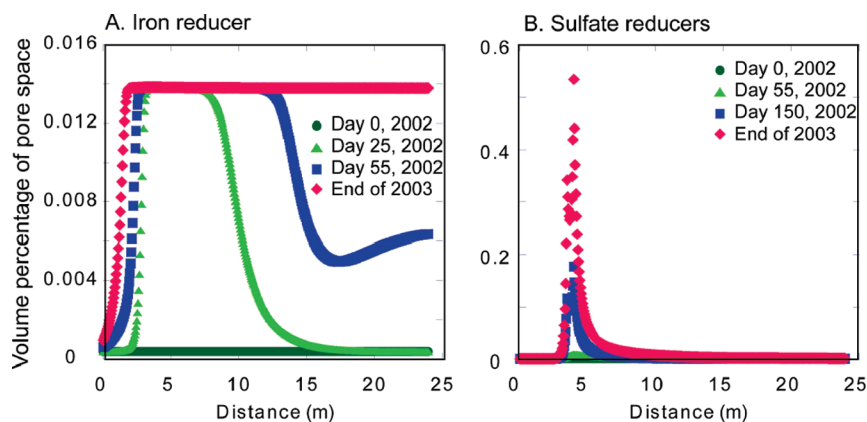 A. Iron reducer
Volume percentage of pore space
0.016
0.012
0.008
0.004
0
Day 0, 2002
Day 25, 2002
Day 55, 2002
End of 2003
0 5 10 15 20 25
Distance (m)
B. Sulfate reducers
0.6
0.4
0.2
0
Day 0, 2002
Day 55, 2002
Day 150, 2002
End of 2003
0 5 10 15 20 25
Distance (m)